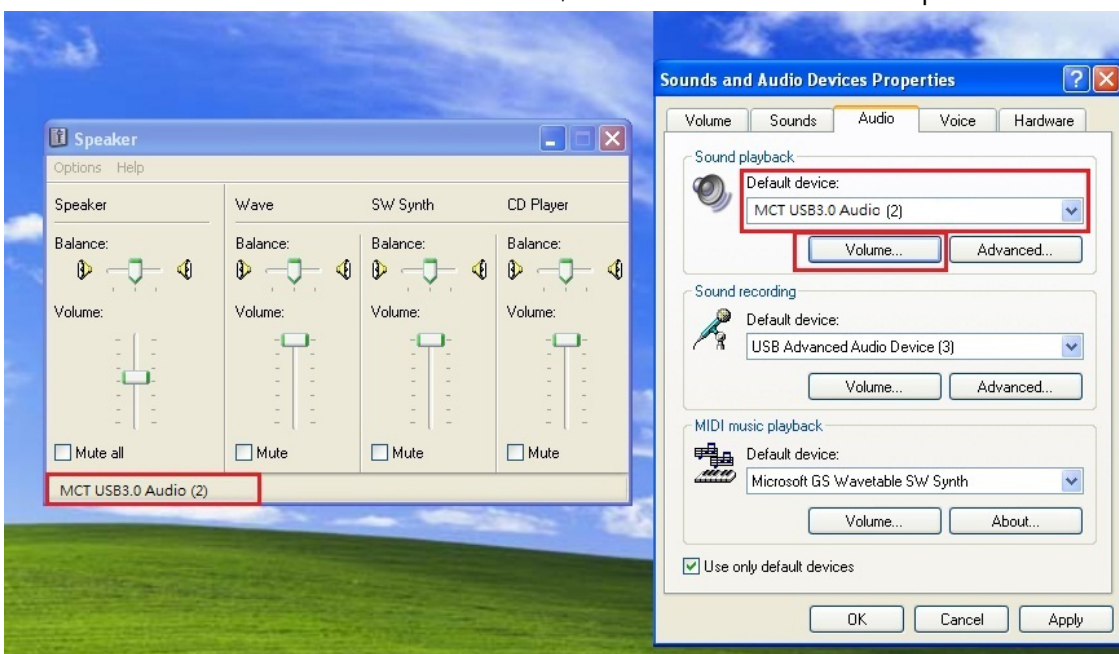 Speaker
Options Help
Speaker Wave SW Synth CD Player
Balance: Balance: Balance: Balance:
Volume: Volume: Volume: Volume:
Mute all Mute Mute Mute
MCT USB3.0 Audio (2)
Sounds and Audio Devices Properties
Volume Sounds Audio Voice Hardware
Sound playback
Default device:
MCT USB3.0 Audio (2)
Volume... Advanced...
Sound recording
Default device:
USB Advanced Audio Device (3)
Volume... Advanced...
MIDI music playback
Default device:
Microsoft GS Wavetable SW Synth
Volume... About...
Use only default devices
OK Cancel Apply